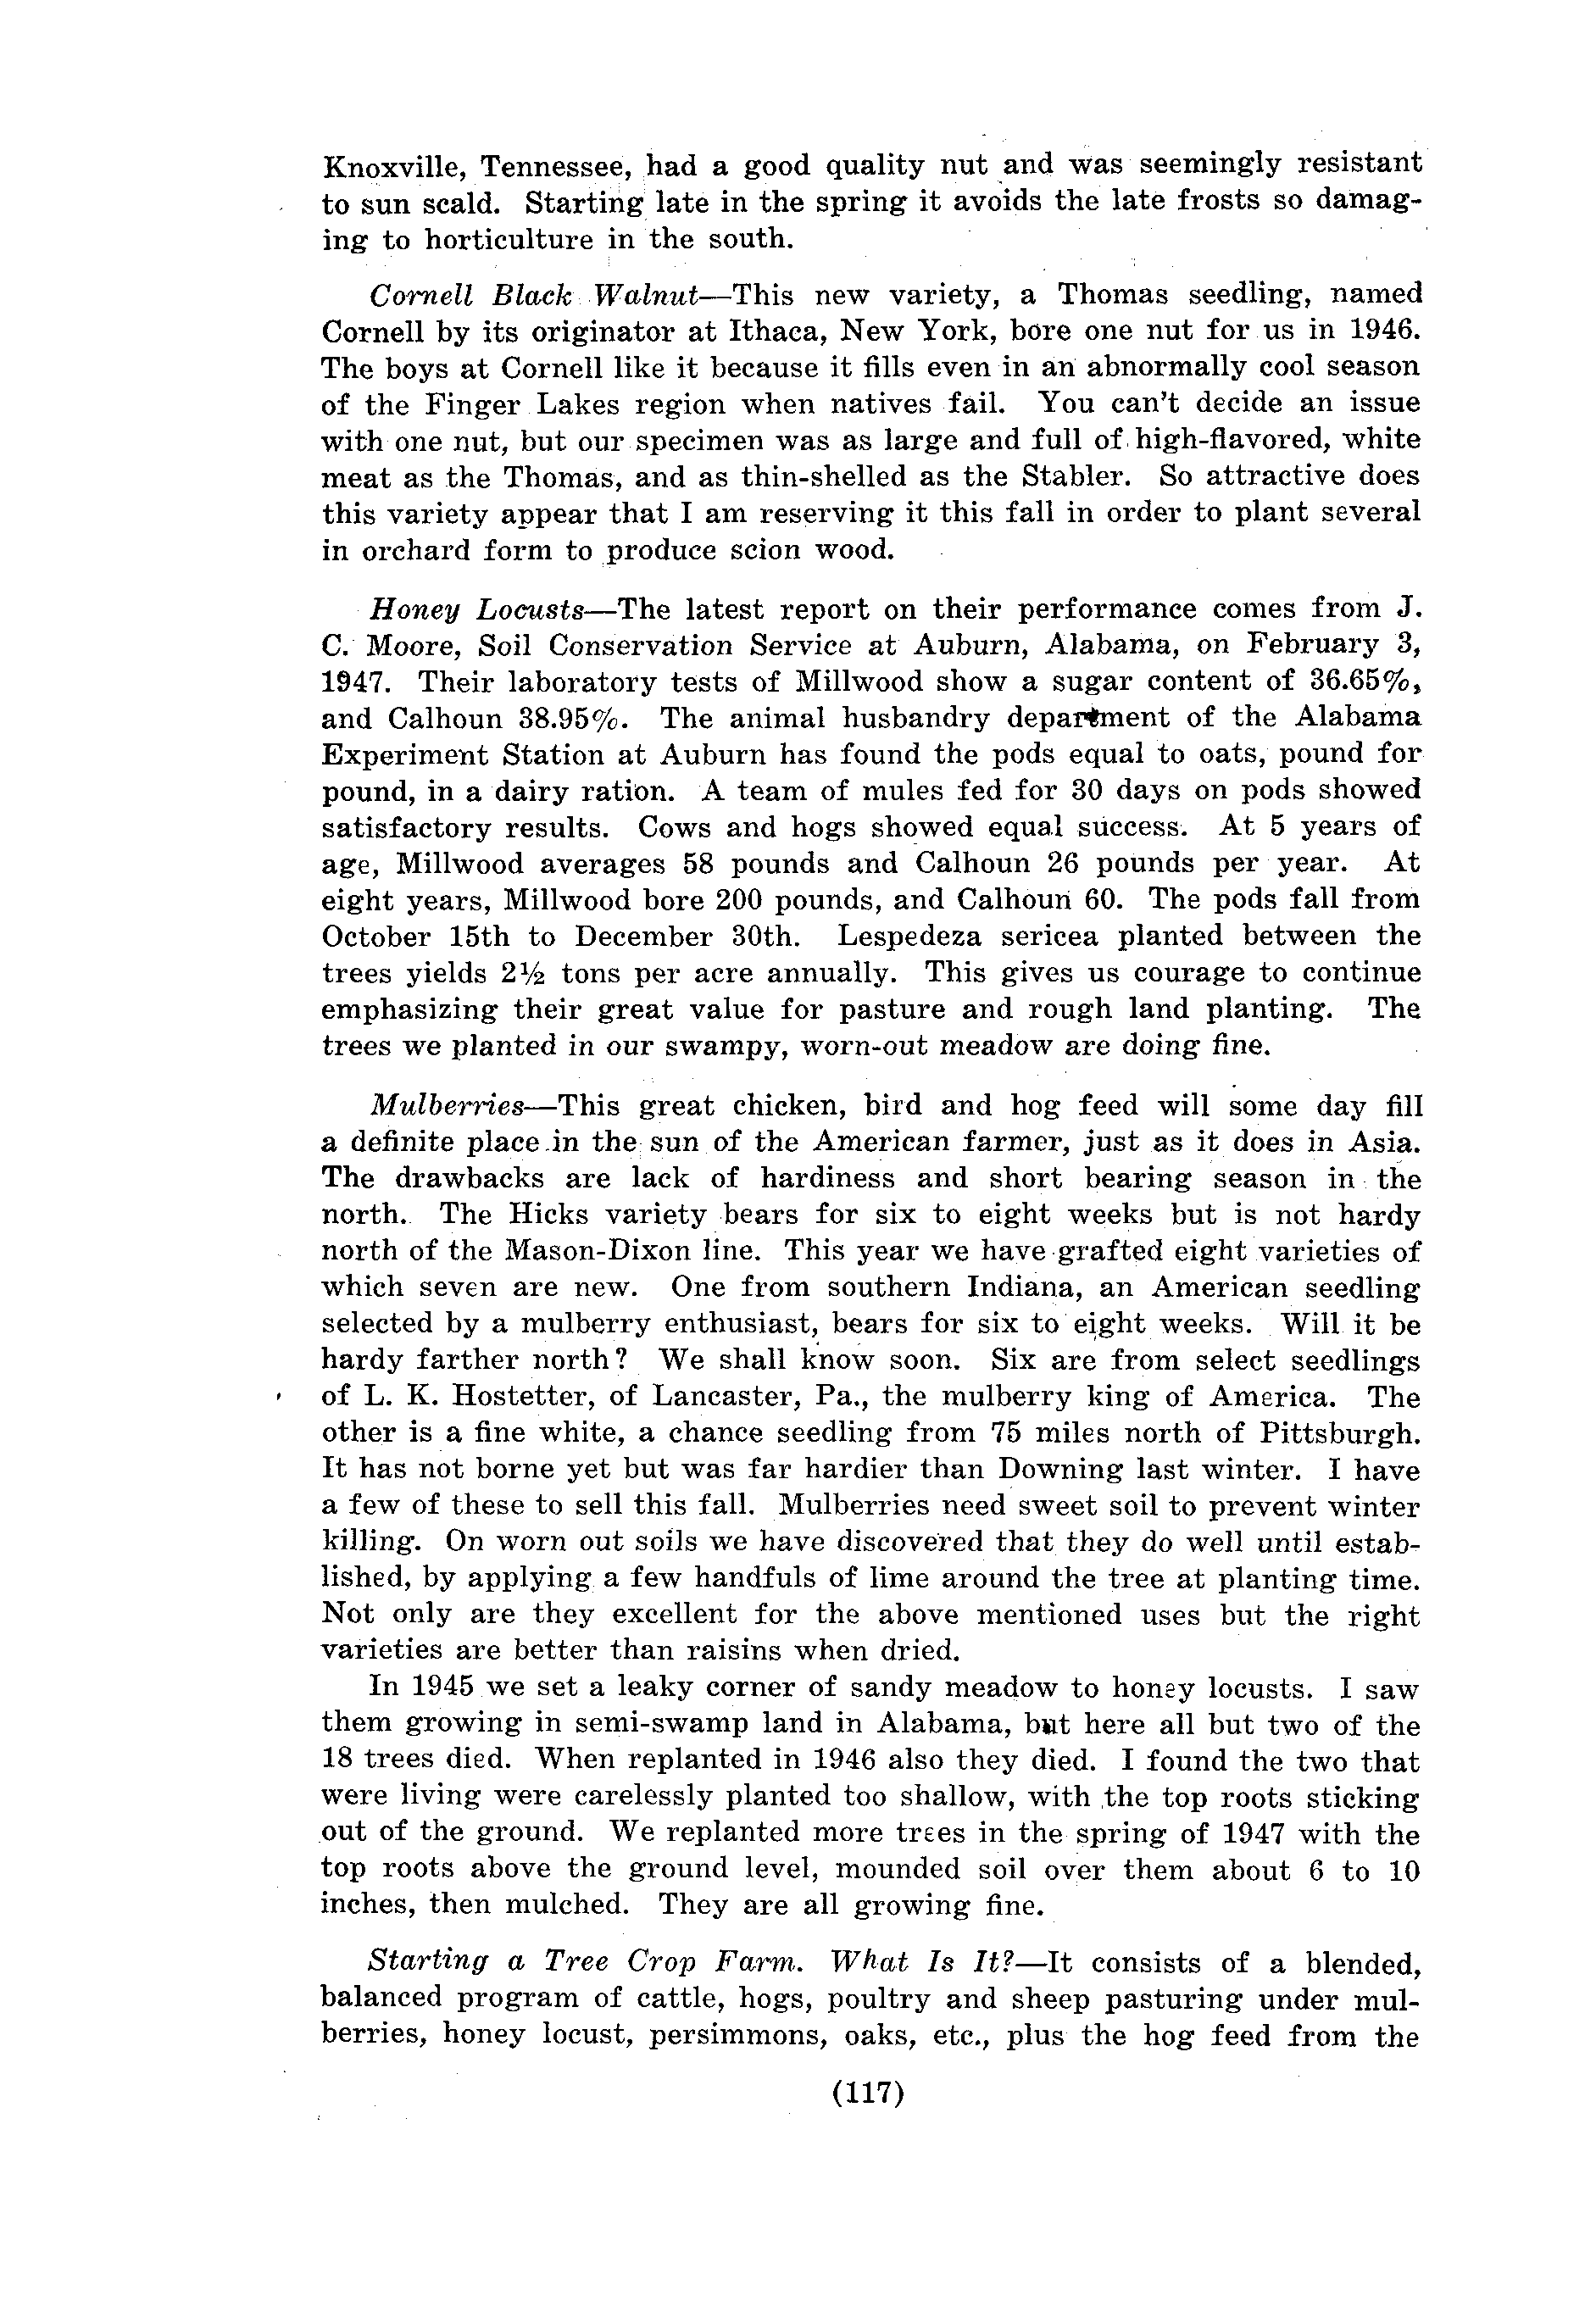 Knoxville, Tennessee, had a good quality nut and was seemingly resistant
to sun scald. Starting late in the spring it avoids the late frosts so damag-
ing to horticulture in the south.
Cornell Black Walnut—This new variety, a Thomas seedling, named
Cornell by its originator at Ithaca, New York, bore one nut for us in 1946.
The boys at Cornell like it because it fills even in an abnormally cool season
of the Finger Lakes region when natives fail. You can't decide an issue
with one nut, but our specimen was as large and full of high-flavored, white
meat as the Thomas, and as thin-shelled as the Stabler. So attractive does
this variety appear that I am reserving it this fall in order to plant several
in orchard form to produce scion wood.
Honey Locusts—The latest report on their performance comes from J.
C. Moore, Soil Conservation Service at Auburn, Alabama, on February 3,
1947. Their laboratory tests of Millwood show a sugar content of 36.65%,
and Calhoun 38.95%. The animal husbandry department of the Alabama
Experiment Station at Auburn has found the pods equal to oats, pound for
pound, in a dairy ration. A team of mules fed for 30 days on pods showed
satisfactory results. Cows and hogs showed equal success. At 5 years of
age, Millwood averages 58 pounds and Calhoun 26 pounds per year. At
eight years, Millwood bore 200 pounds, and Calhoun 60. The pods fall from
October 15th to December 30th. Lespedeza sericea planted between the
trees yields 2½ tons per acre annually. This gives us courage to continue
emphasizing their great value for pasture and rough land planting. The
trees we planted in our swampy, worn-out meadow are doing fine.
Mulberries—This great chicken, bird and hog feed will some day fill
a definite place in the sun of the American farmer, just as it does in Asia.
The drawbacks are lack of hardiness and short bearing season in the
north. The Hicks variety bears for six to eight weeks but is not hardy
north of the Mason-Dixon line. This year we have grafted eight varieties of
which seven are new. One from southern Indiana, an American seedling
selected by a mulberry enthusiast, bears for six to eight weeks. Will it be
hardy farther north? We shall know soon. Six are from select seedlings
of L. K. Hostetter, of Lancaster, Pa., the mulberry king of America. The
other is a fine white, a chance seedling from 75 miles north of Pittsburgh.
It has not borne yet but was far hardier than Downing last winter. I have
a few of these to sell this fall. Mulberries need sweet soil to prevent winter
killing. On worn out soils we have discovered that they do well until estab-
lished, by applying a few handfuls of lime around the tree at planting time.
Not only are they excellent for the above mentioned uses but the right
varieties are better than raisins when dried.
In 1945 we set a leaky corner of sandy meadow to honey locusts. I saw
them growing in semi-swamp land in Alabama, but here all but two of the
18 trees died. When replanted in 1946 also they died. I found the two that
were living were carelessly planted too shallow, with the top roots sticking
out of the ground. We replanted more trees in the spring of 1947 with the
top roots above the ground level, mounded soil over them about 6 to 10
inches, then mulched. They are all growing fine.
Starting a Tree Crop Farm. What Is It?—It consists of a blended,
balanced program of cattle, hogs, poultry and sheep pasturing under mul-
berries, honey locust, persimmons, oaks, etc., plus the hog feed from the
(117)